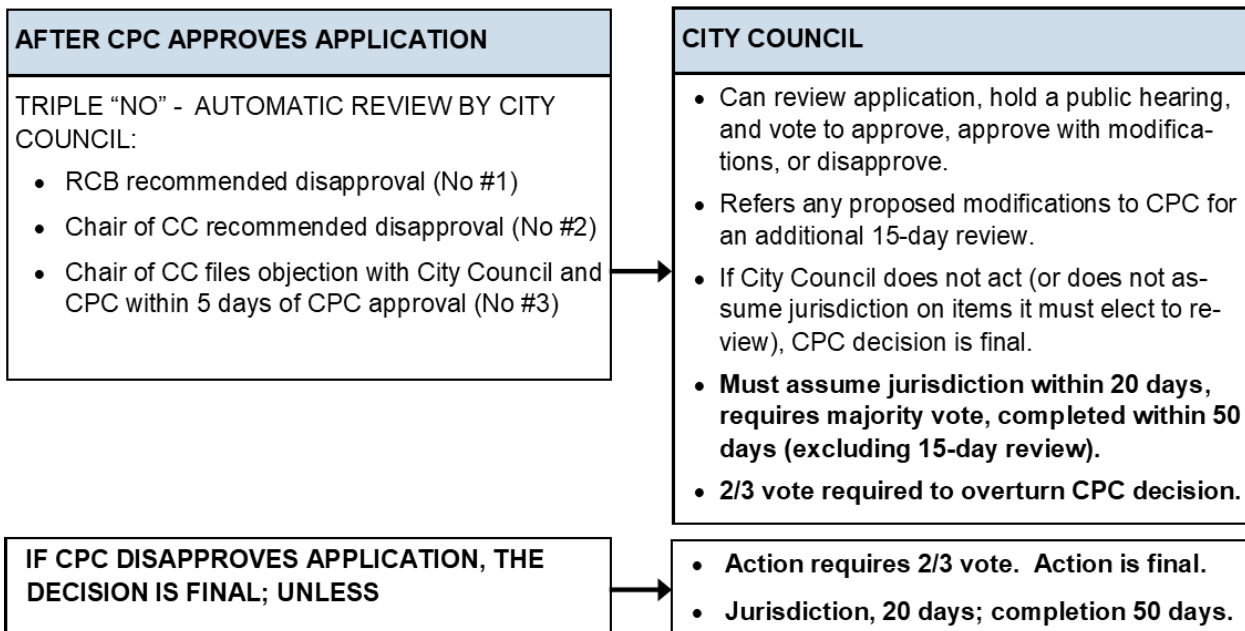 AFTER CPC APPROVES APPLICATION
TRIPLE “NO” - AUTOMATIC REVIEW BY CITY
COUNCIL:
• RCB recommended disapproval (No #1)
• Chair of CC recommended disapproval (No #2)
• Chair of CC files objection with City Council and
CPC within 5 days of CPC approval (No #3)
CITY COUNCIL
• Can review application, hold a public hearing,
and vote to approve, approve with modifica-
tions, or disapprove.
• Refers any proposed modifications to CPC for
an additional 15-day review.
• If City Council does not act (or does not as-
sume jurisdiction on items it must elect to re-
view), CPC decision is final.
• Must assume jurisdiction within 20 days,
requires majority vote, completed within 50
days (excluding 15-day review).
• 2/3 vote required to overturn CPC decision.
IF CPC DISAPPROVES APPLICATION, THE
DECISION IS FINAL; UNLESS
• Action requires 2/3 vote. Action is final.
• Jurisdiction, 20 days; completion 50 days.